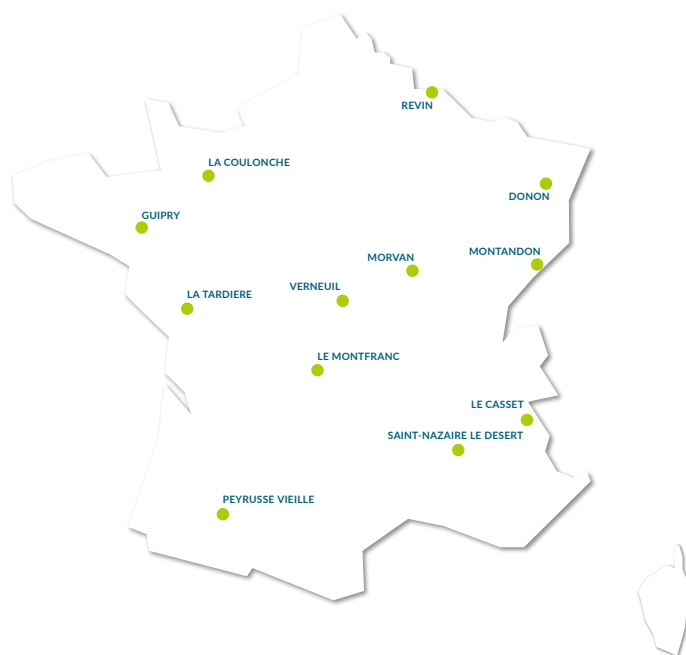 REVIN
LA COULONCHE
DONON
GUIPRY
MONTANDON
MORVAN
VERNEUIL
LA TARDIERE
LE MONTFRANC
LE CASSET
SAINT-NAZAIRE LE DESERT
PEYRUSSE VIEILLE